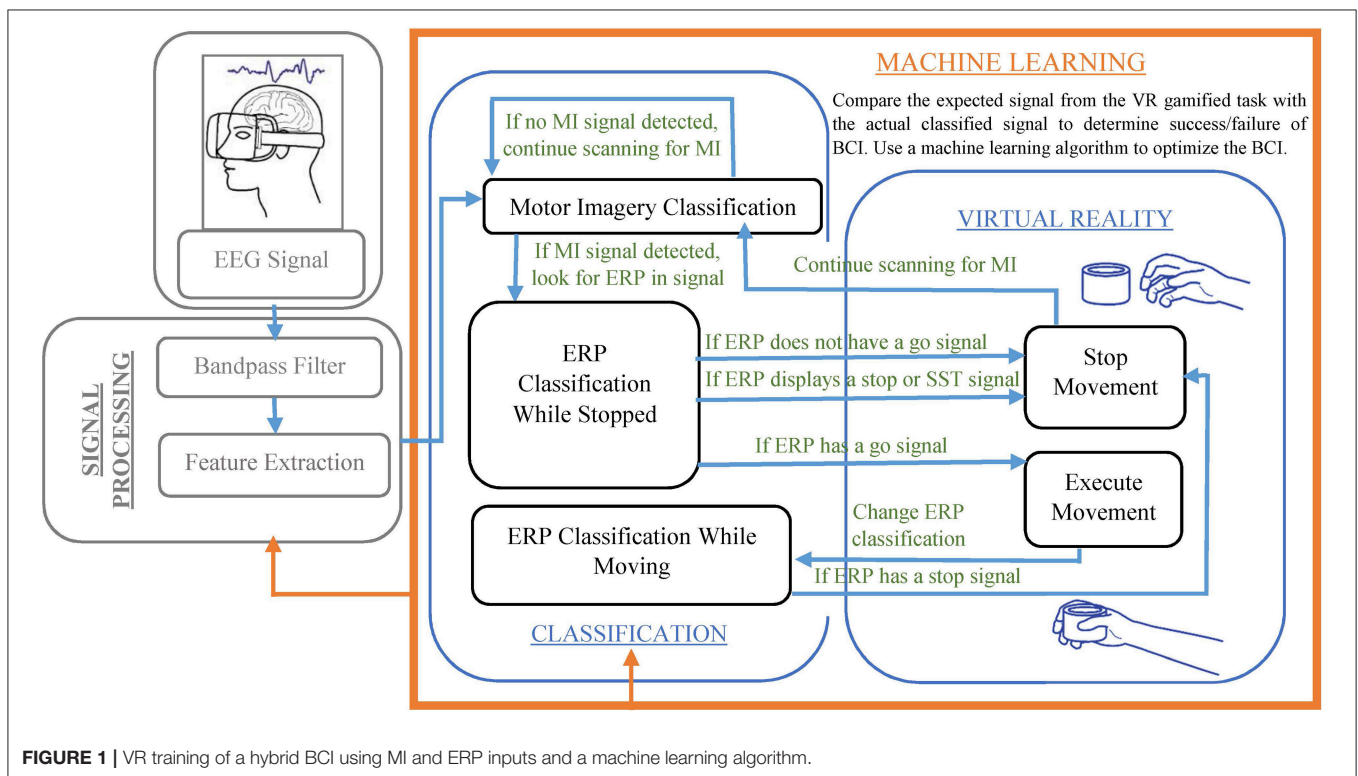 MACHINE LEARNING
Compare the expected signal from the VR gamified task with
the actual classified signal to determine success/failure of
BCI. Use a machine learning algorithm to optimize the BCI.
EEG Signal
SIGNAL
PROCESSING
Bandpass Filter
Feature Extraction
If no MI signal detected,
continue scanning for MI
Motor Imagery Classification
If MI signal detected,
look for ERP in signal
ERP
Classification
While Stopped
ERP Classification While
Moving
CLASSIFICATION
Continue scanning for MI
If ERP does not have a go signal
If ERP displays a stop or SST signal
If ERP has a go signal
Change ERP
classification
If ERP has a stop signal
VIRTUAL REALITY
Stop
Movement
Execute
Movement
FIGURE 1 | VR training of a hybrid BCI using MI and ERP inputs and a machine learning algorithm.